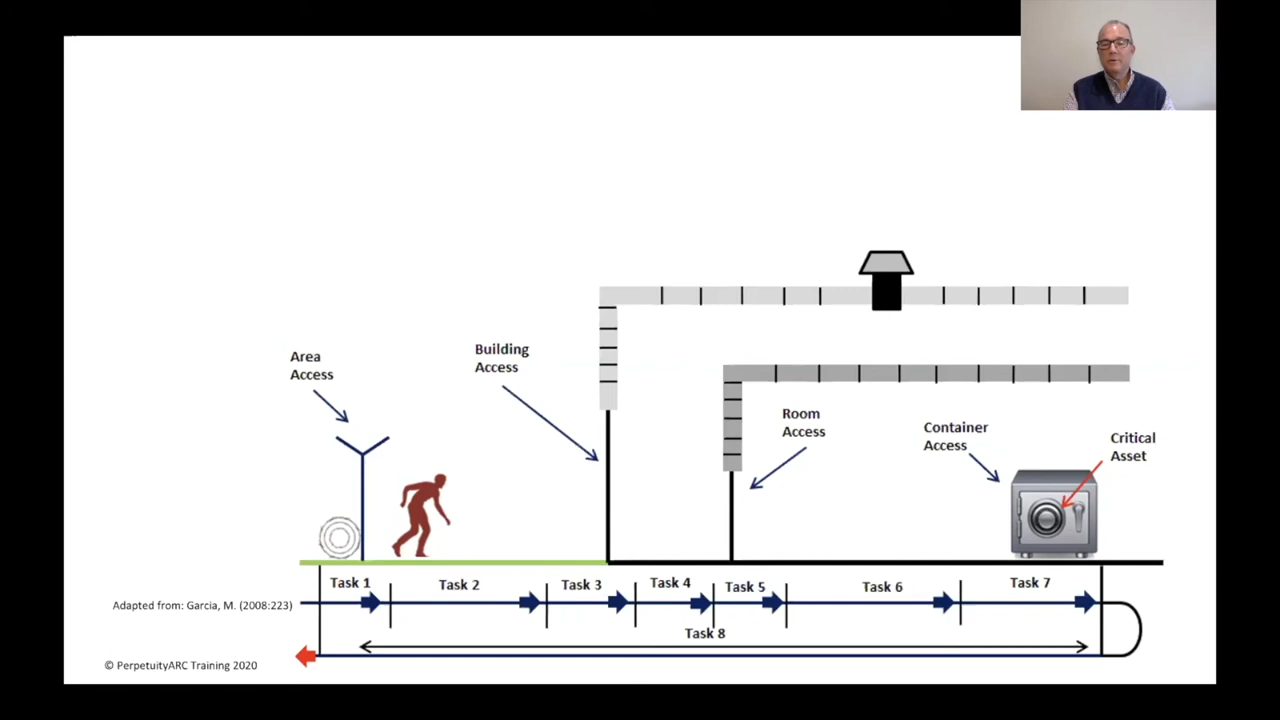 Area
Access
Building
Access
Room
Access
Container
Access
Critical
Asset
Task 1
Task 2
Task 3
Task 4
Task 5
Task 6
Task 7
Adapted from: Garcia, M. (2008:223)
Task 8
© PerpetuityARC Training 2020